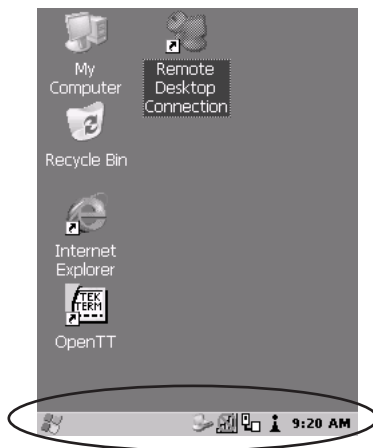 My
Computer
Remote
Desktop
Connection
Recycle Bin
Internet
Explorer
TEK
TERM
OpenTT
9:20 AM